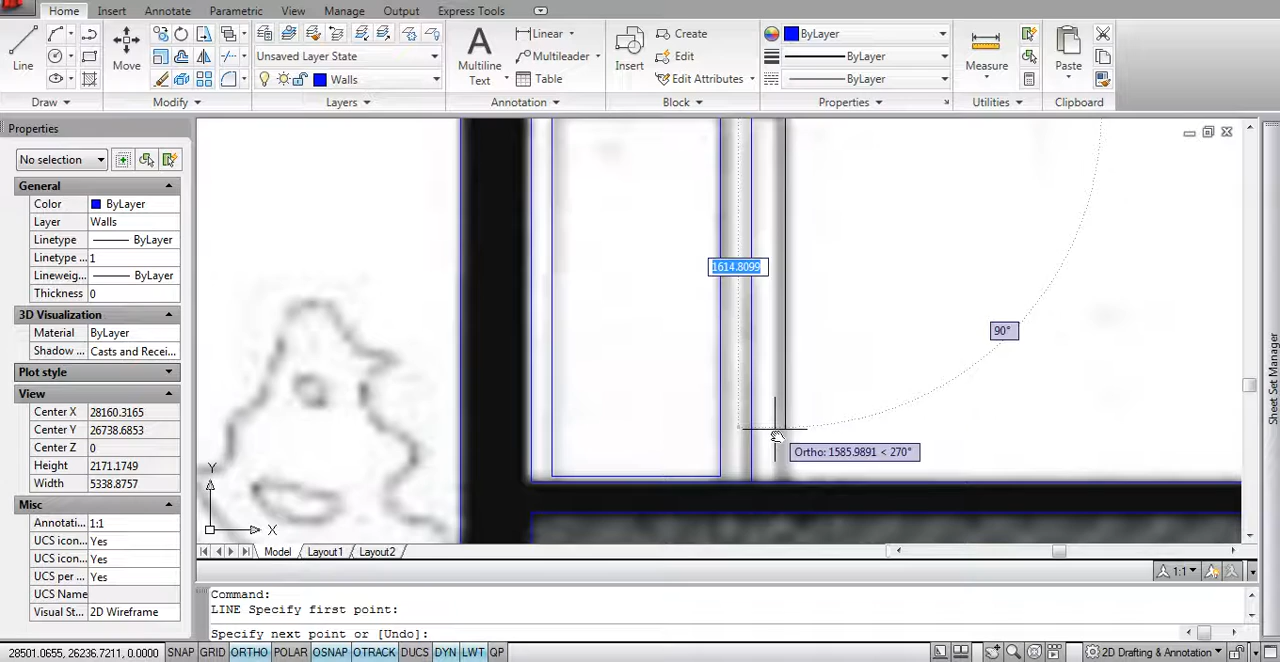 Home Insert Annotate Parametric View Manage Output Express Tools
Line
Move
Unsaved Layer State
Walls
Multiline
Text
Linear
Multileader
Table
Insert
Create
Edit
Edit Attributes
ByLayer
ByLayer
ByLayer
Measure
Paste
Draw Modify Layers Annotation Block Properties Utilities Clipboard
Properties
No selection
General
Color ByLayer
Layer Walls
Linetype ByLayer
Linetype ... 1
Lineweig... ByLayer
Thickness 0
3D Visualization
Material ByLayer
Shadow ... Casts and Recei...
Plot style
View
Center X 28160.3165
Center Y 26738.6853
Center Z 0
Height 2171.1749
Width 5338.8757
Misc
Annotati... 1:1
UCS icon... Yes
UCS icon... Yes
UCS per ... Yes
UCS Name
Visual St... 2D Wireframe
1614.8099
90°
Ortho: 1585.9891 < 270°
Y
X
Model Layout1 Layout2
1:1
Sheet Set Manager
Command:
LINE Specify first point:
Specify next point or [Undo]:
28501.0655, 26236.7211, 0.0000 SNAP GRID ORTHO POLAR OSNAP OTRACK DUCS DYN LWT QP 2D Drafting & Annotation